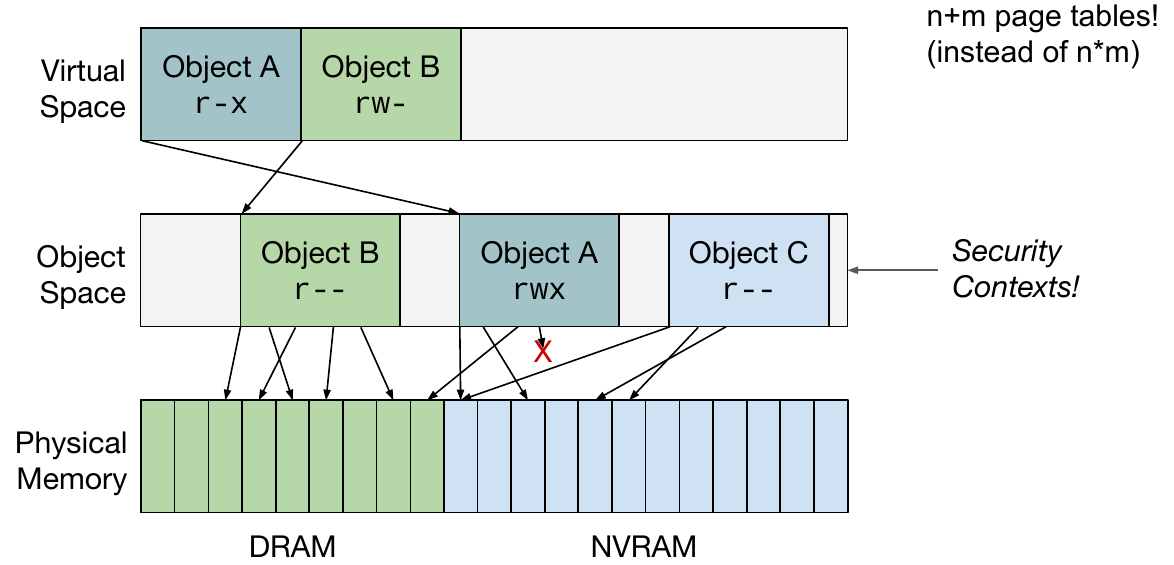 n+m page tables!
(instead of n*m)
Virtual
Space
Object A
r-x
Object B
rw-
Object
Space
Object B
r--
Object A
rwx
Object C
r--
Security
Contexts!
X
Physical
Memory
DRAM
NVRAM